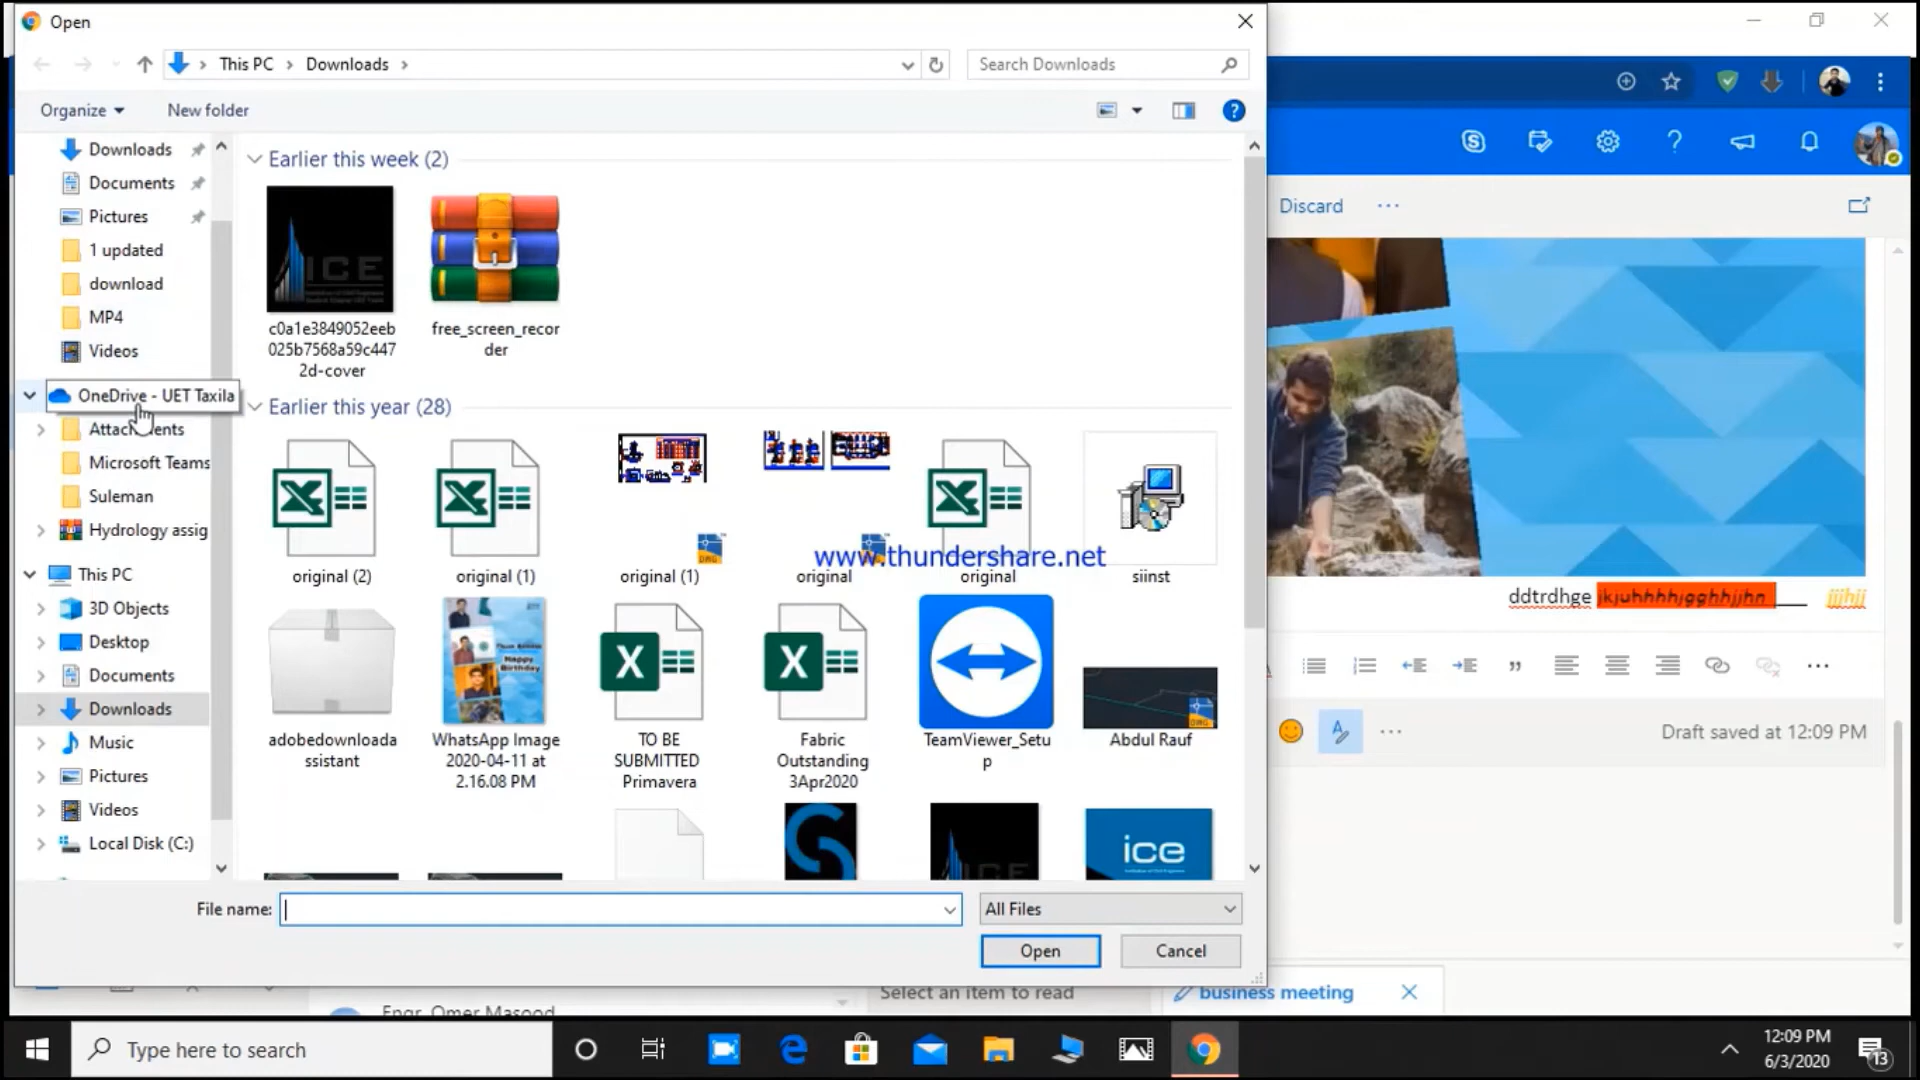 Open
This PC
Downloads
Search Downloads
Organize
New folder
Downloads
Documents
Pictures
1 updated
download
MP4
Videos
OneDrive - UET Taxila
Microsoft Teams
Suleman
Hydrology assig
This PC
3D Objects
Desktop
Documents
Downloads
Music
Pictures
Videos
Local Disk (C:)
Earlier this week (2)
ICE
c0a1e3849052eeb
025b7568a59c447
2d-cover
free_screen_recor
der
Earlier this year (28)
original (2)
original (1)
original (1)
original
original
siinst
www.thundershare.net
adobedownloada
ssistant
WhatsApp Image
2020-04-11 at
2.16.08 PM
Happy
Birthday
TO BE
SUBMITTED
Primavera
Fabric
Outstanding
3Apr2020
TeamViewer_Setu
p
Abdul Rauf
ICE
ice
File name:
All Files
Open
Cancel
Discard
ddtrdhge jkjuhhhhjgghhjjhn jjjhjj
Draft saved at 12:09 PM
Select an item to read
business meeting
Type here to search
12:09 PM
6/3/2020
13